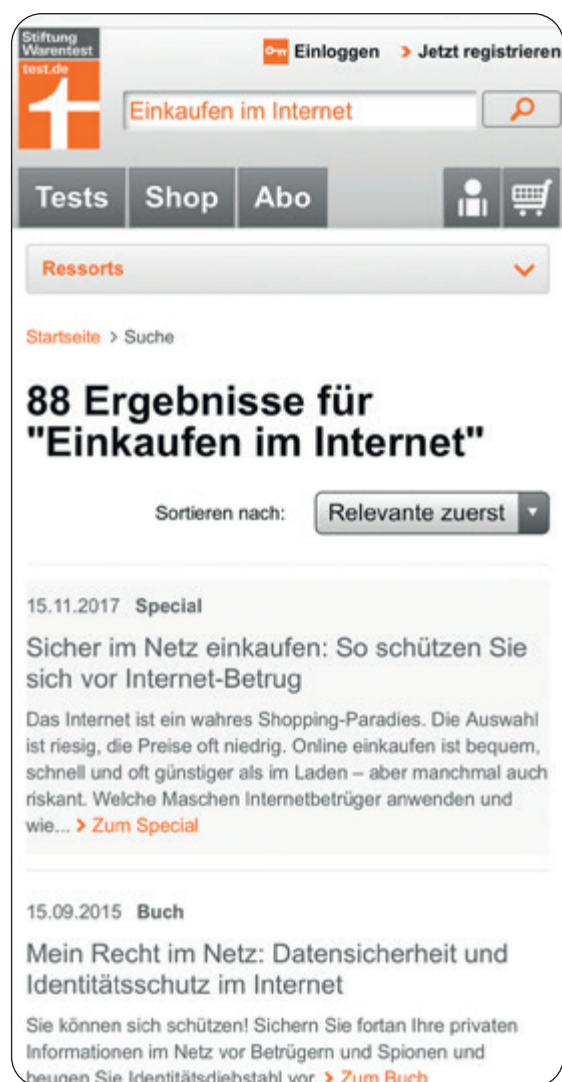 Stiftung
Warentest
test.de
Einloggen > Jetzt registrieren
Einkaufen im Internet
Tests Shop Abo
Ressorts
Startseite > Suche
88 Ergebnisse für
"Einkaufen im Internet"
Sortieren nach: Relevante zuerst
15.11.2017 Special
Sicher im Netz einkaufen: So schützen Sie
sich vor Internet-Betrug
Das Internet ist ein wahres Shopping-Paradies. Die Auswahl
ist riesig, die Preise oft niedrig. Online einkaufen ist bequem,
schnell und oft günstiger als im Laden – aber manchmal auch
riskant. Welche Maschen Internetbetrüger anwenden und
wie... > Zum Special
15.09.2015 Buch
Mein Recht im Netz: Datensicherheit und
Identitätsschutz im Internet
Sie können sich schützen! Sichern Sie fortan Ihre privaten
Informationen im Netz vor Betrügern und Spionen und
beugen Sie Identitätsdiebstahl vor. > Zum Buch